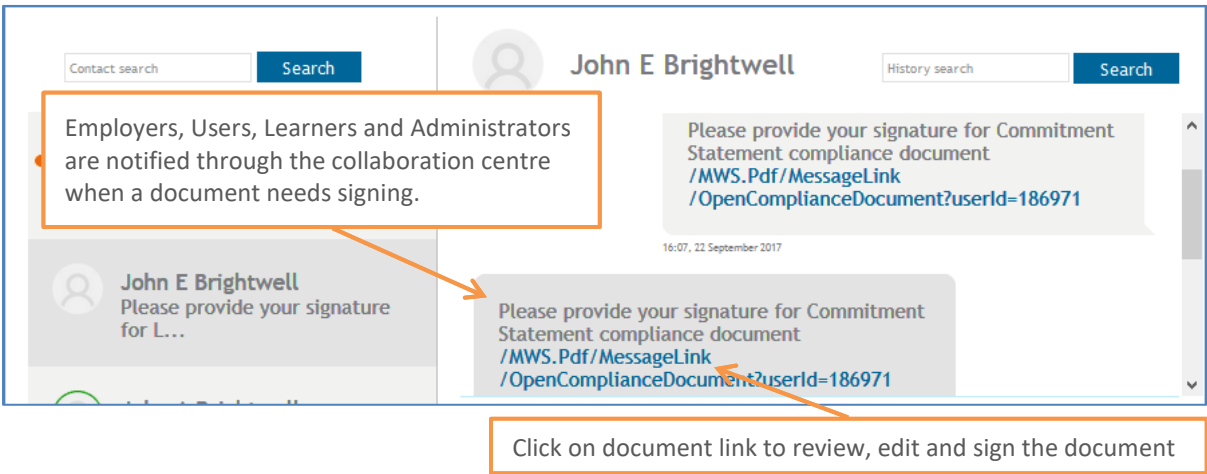 Contact search
Search
John E Brightwell
History search
Search
Employers, Users, Learners and Administrators
are notified through the collaboration centre
when a document needs signing.
Please provide your signature for Commitment
Statement compliance document
/MWS.Pdf/MessageLink
/OpenComplianceDocument?userId=186971
16:07, 22 September 2017
John E Brightwell
Please provide your signature
for L...
Please provide your signature for Commitment
Statement compliance document
/MWS.Pdf/MessageLink
/OpenComplianceDocument?userId=186971
Click on document link to review, edit and sign the document